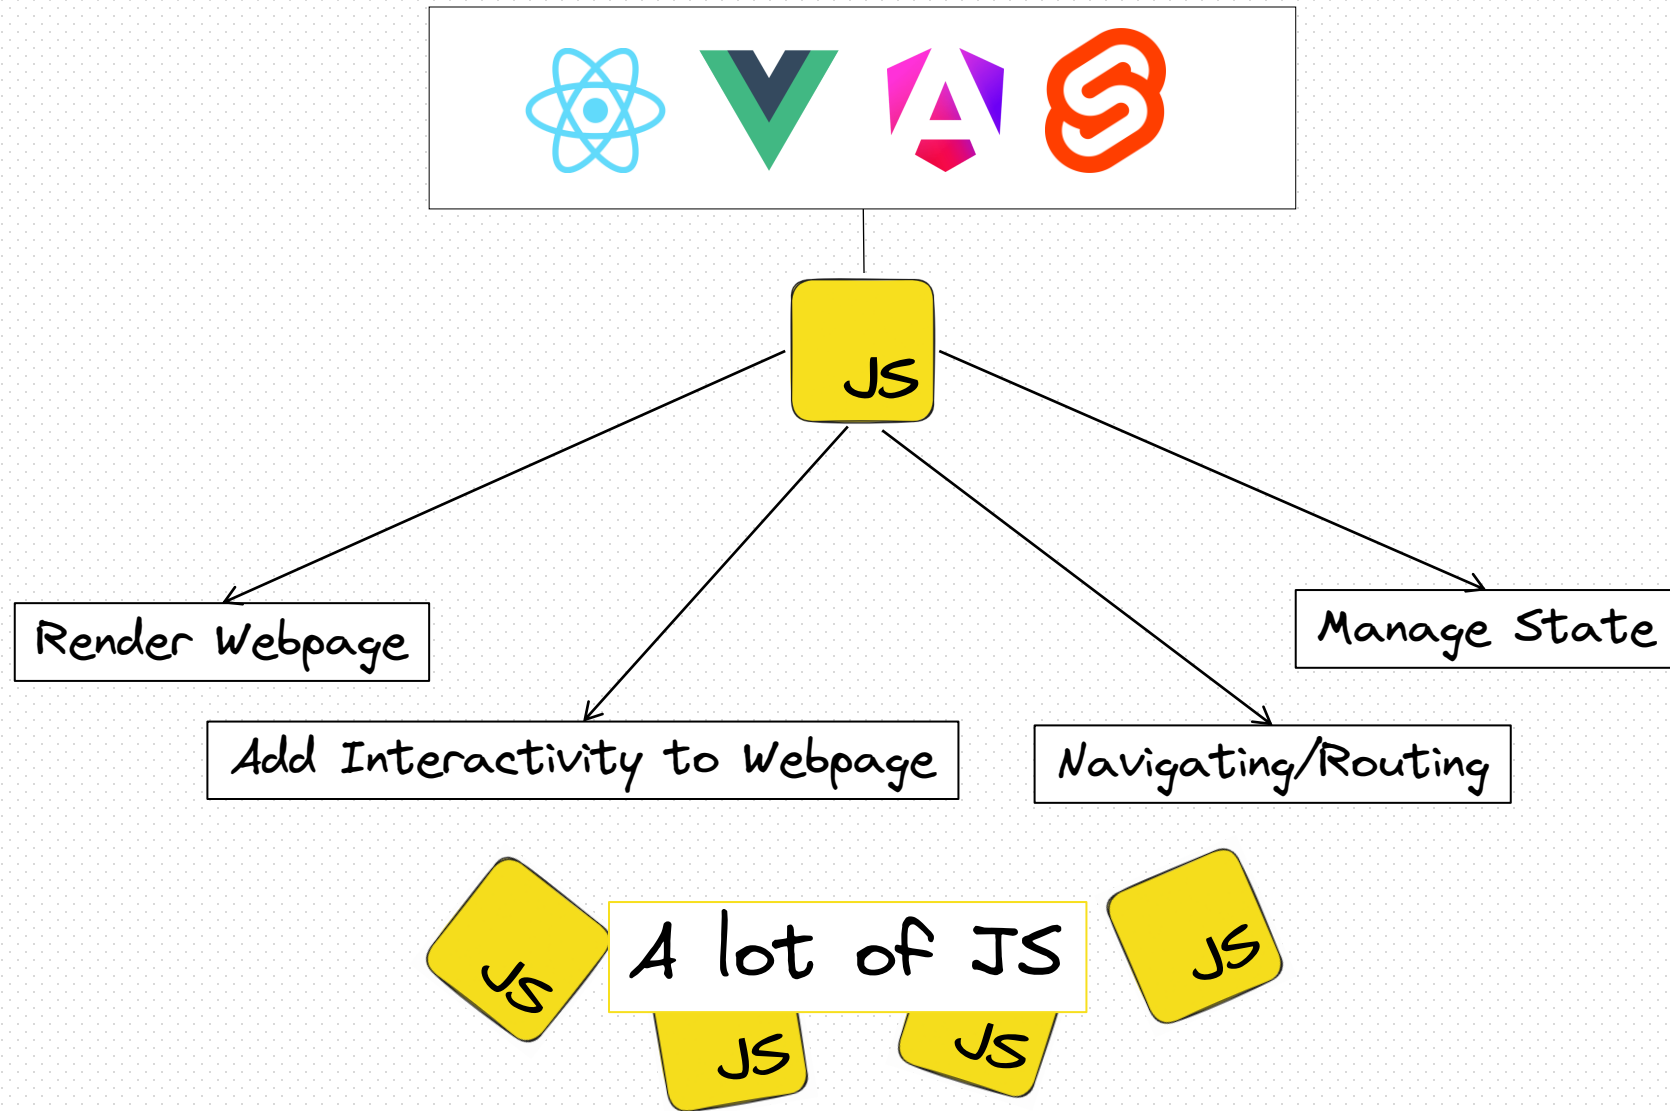 JS
Render Webpage
Manage State
Add Interactivity to Webpage
Navigating/Routing
A lot of JS
JS
JS
JS
JS